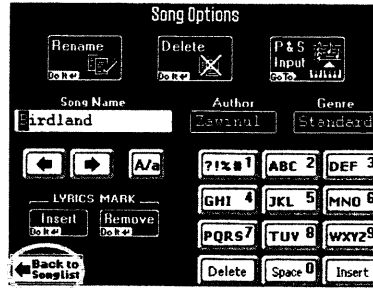 Song Options
Rename
Do It
Delete
Do It
P & S
Input
Go To
Song Name
Author
Genre
Birdland
Zawinul
Standard
A/a
?!%#1
ABC 2
DEF 3
LYRICS MARK
GHI 4
JKL 5
MNO 6
Insert
Do It
Remove
Do It
PQRS7
TUV 8
WXYZ9
Back to
Songlist
Delete
Space 0
Insert